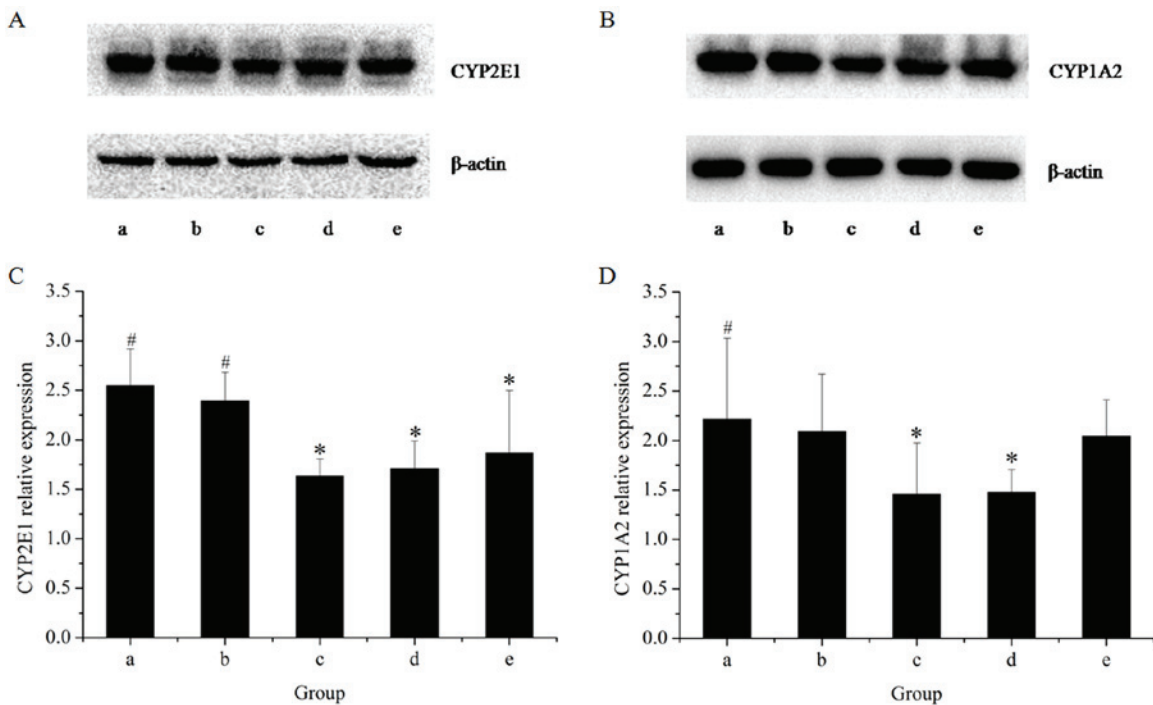 A
CYP2E1
β-actin
a b c d e
B
CYP1A2
β-actin
a b c d e
C
CYP2E1 relative expression
3.5
3.0
2.5
2.0
1.5
1.0
0.5
0.0
# # * * *
a b c d e
Group
D
CYP1A2 relative expression
3.5
3.0
2.5
2.0
1.5
1.0
0.5
0.0
# * *
a b c d e
Group